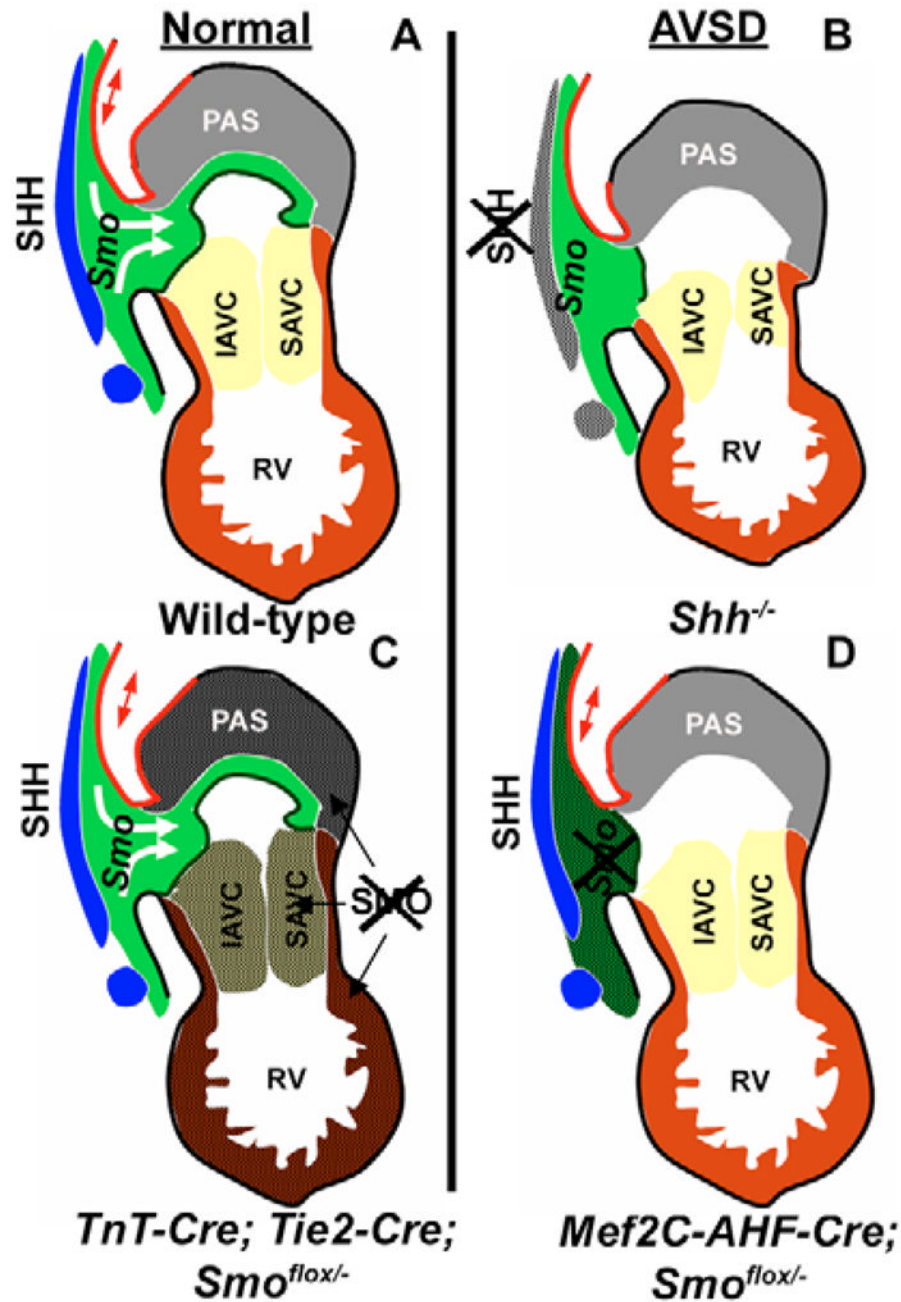 Normal
A
PAS
SHH
Smo
IAVC
SAVC
RV
Wild-type
AVSD
B
PAS
SHH
Smo
IAVC
SAVC
RV
Shh-/-
C
PAS
SHH
Smo
IAVC
SAVC
SMO
RV
TnT-Cre; Tie2-Cre;
Smoflox/-
D
PAS
SHH
Smo
IAVC
SAVC
RV
Mef2C-AHF-Cre;
Smoflox/-